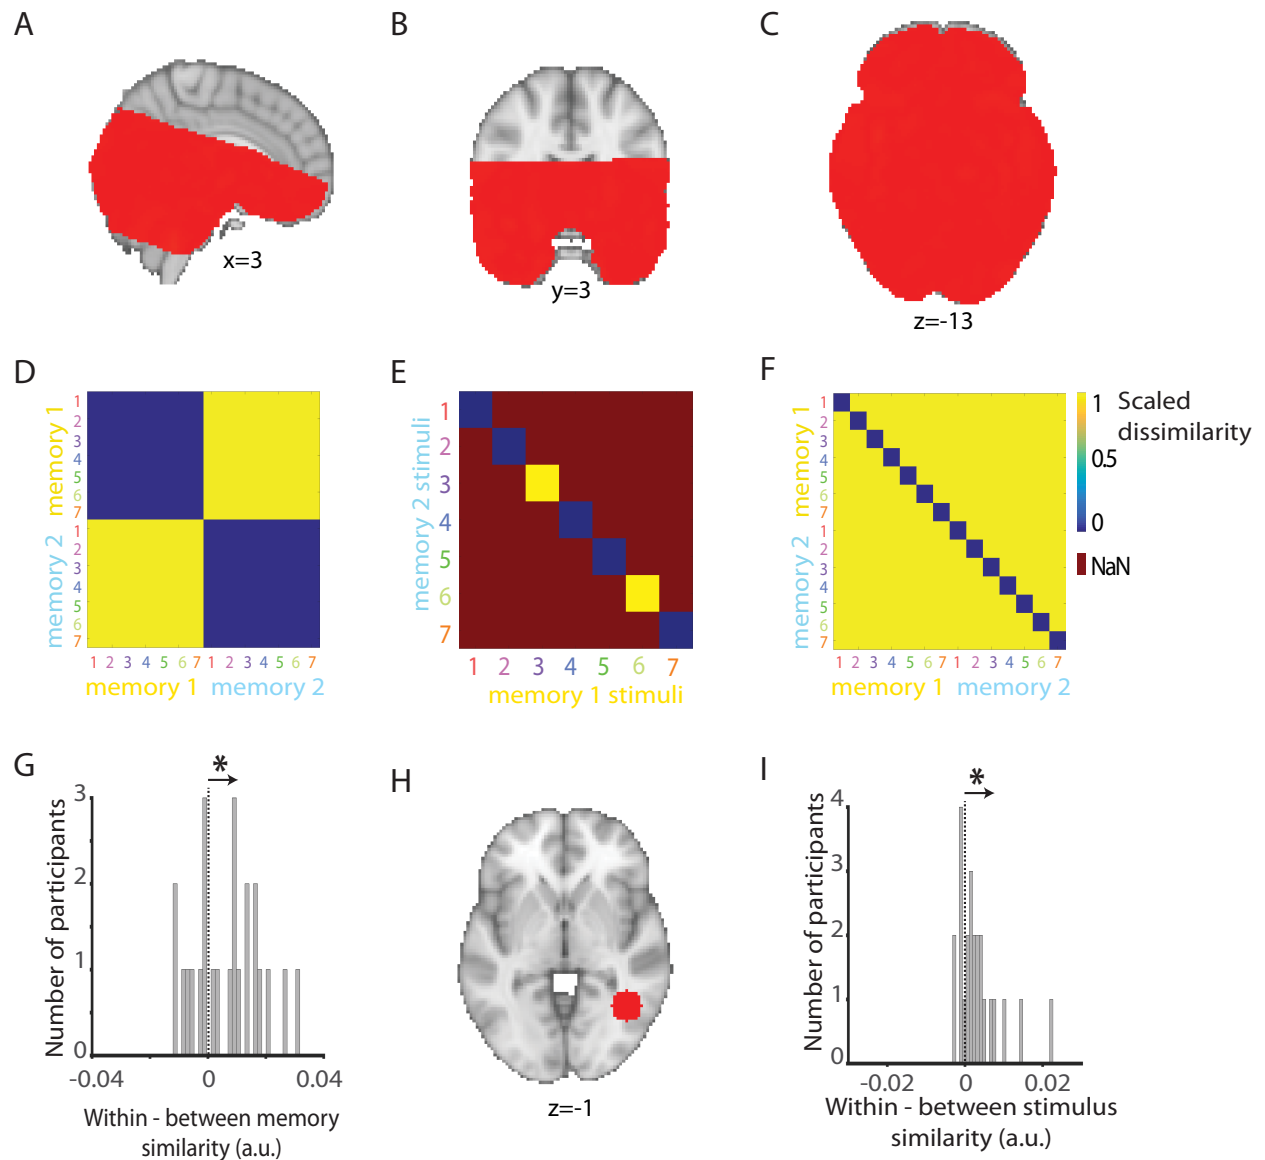 A
B
C
x=3
y=3
z=-13
D
memory 1
memory 2
1
2
3
4
5
6
7
1
2
3
4
5
6
7
1 2 3 4 5 6 7 1 2 3 4 5 6 7
memory 1 memory 2
E
memory 2 stimuli
1
2
3
4
5
6
7
1 2 3 4 5 6 7
memory 1 stimuli
F
memory 1
memory 2
1
2
3
4
5
6
7
1
2
3
4
5
6
7
1 2 3 4 5 6 7 1 2 3 4 5 6 7
memory 1 memory 2
1
0.5
0
NaN
Scaled
dissimilarity
G
*
Number of participants
3
2
1
0
-0.04 0 0.04
Within - between memory
similarity (a.u.)
H
z=-1
I
*
Number of participants
4
3
2
1
0
-0.02 0 0.02
Within - between stimulus
similarity (a.u.)